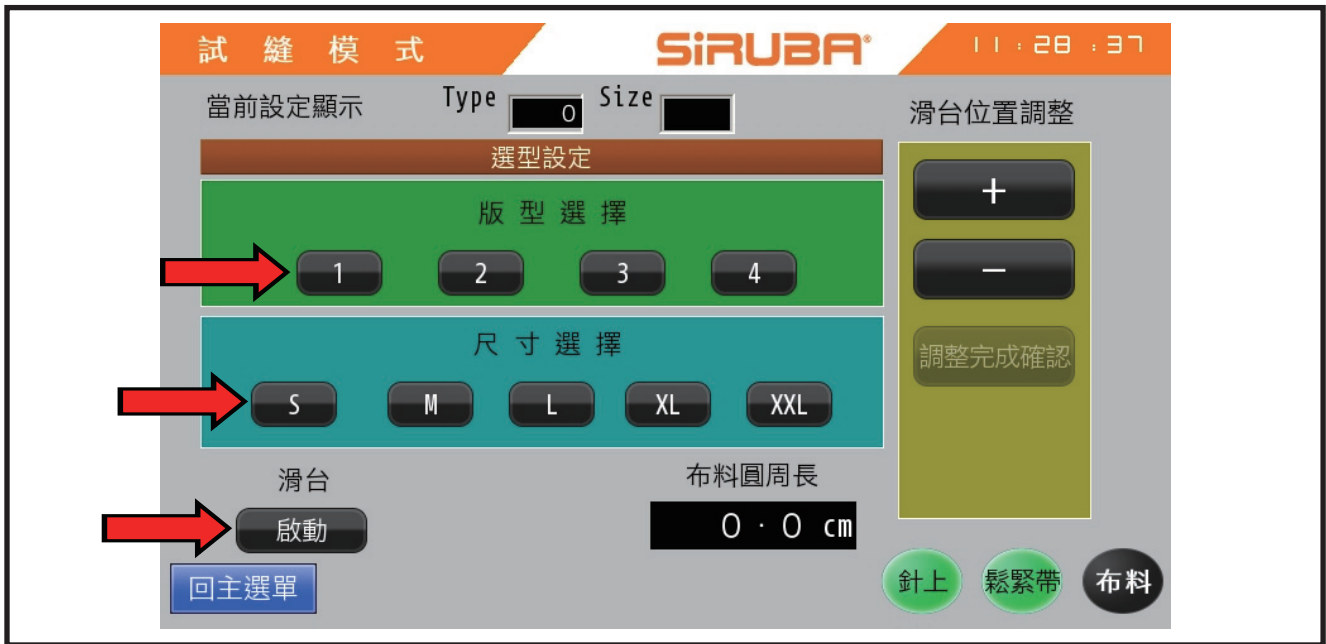 試 縫 模 式
SiRUBA®
11:28:37
當前設定顯示 Type 0 Size
滑台位置調整
選型設定
版 型 選 擇
1 2 3 4
尺 寸 選 擇
S M L XL XXL
+
−
調整完成確認
滑台
啟動
布料圓周長
0.0 cm
回主選單
針上 鬆緊帶 布料